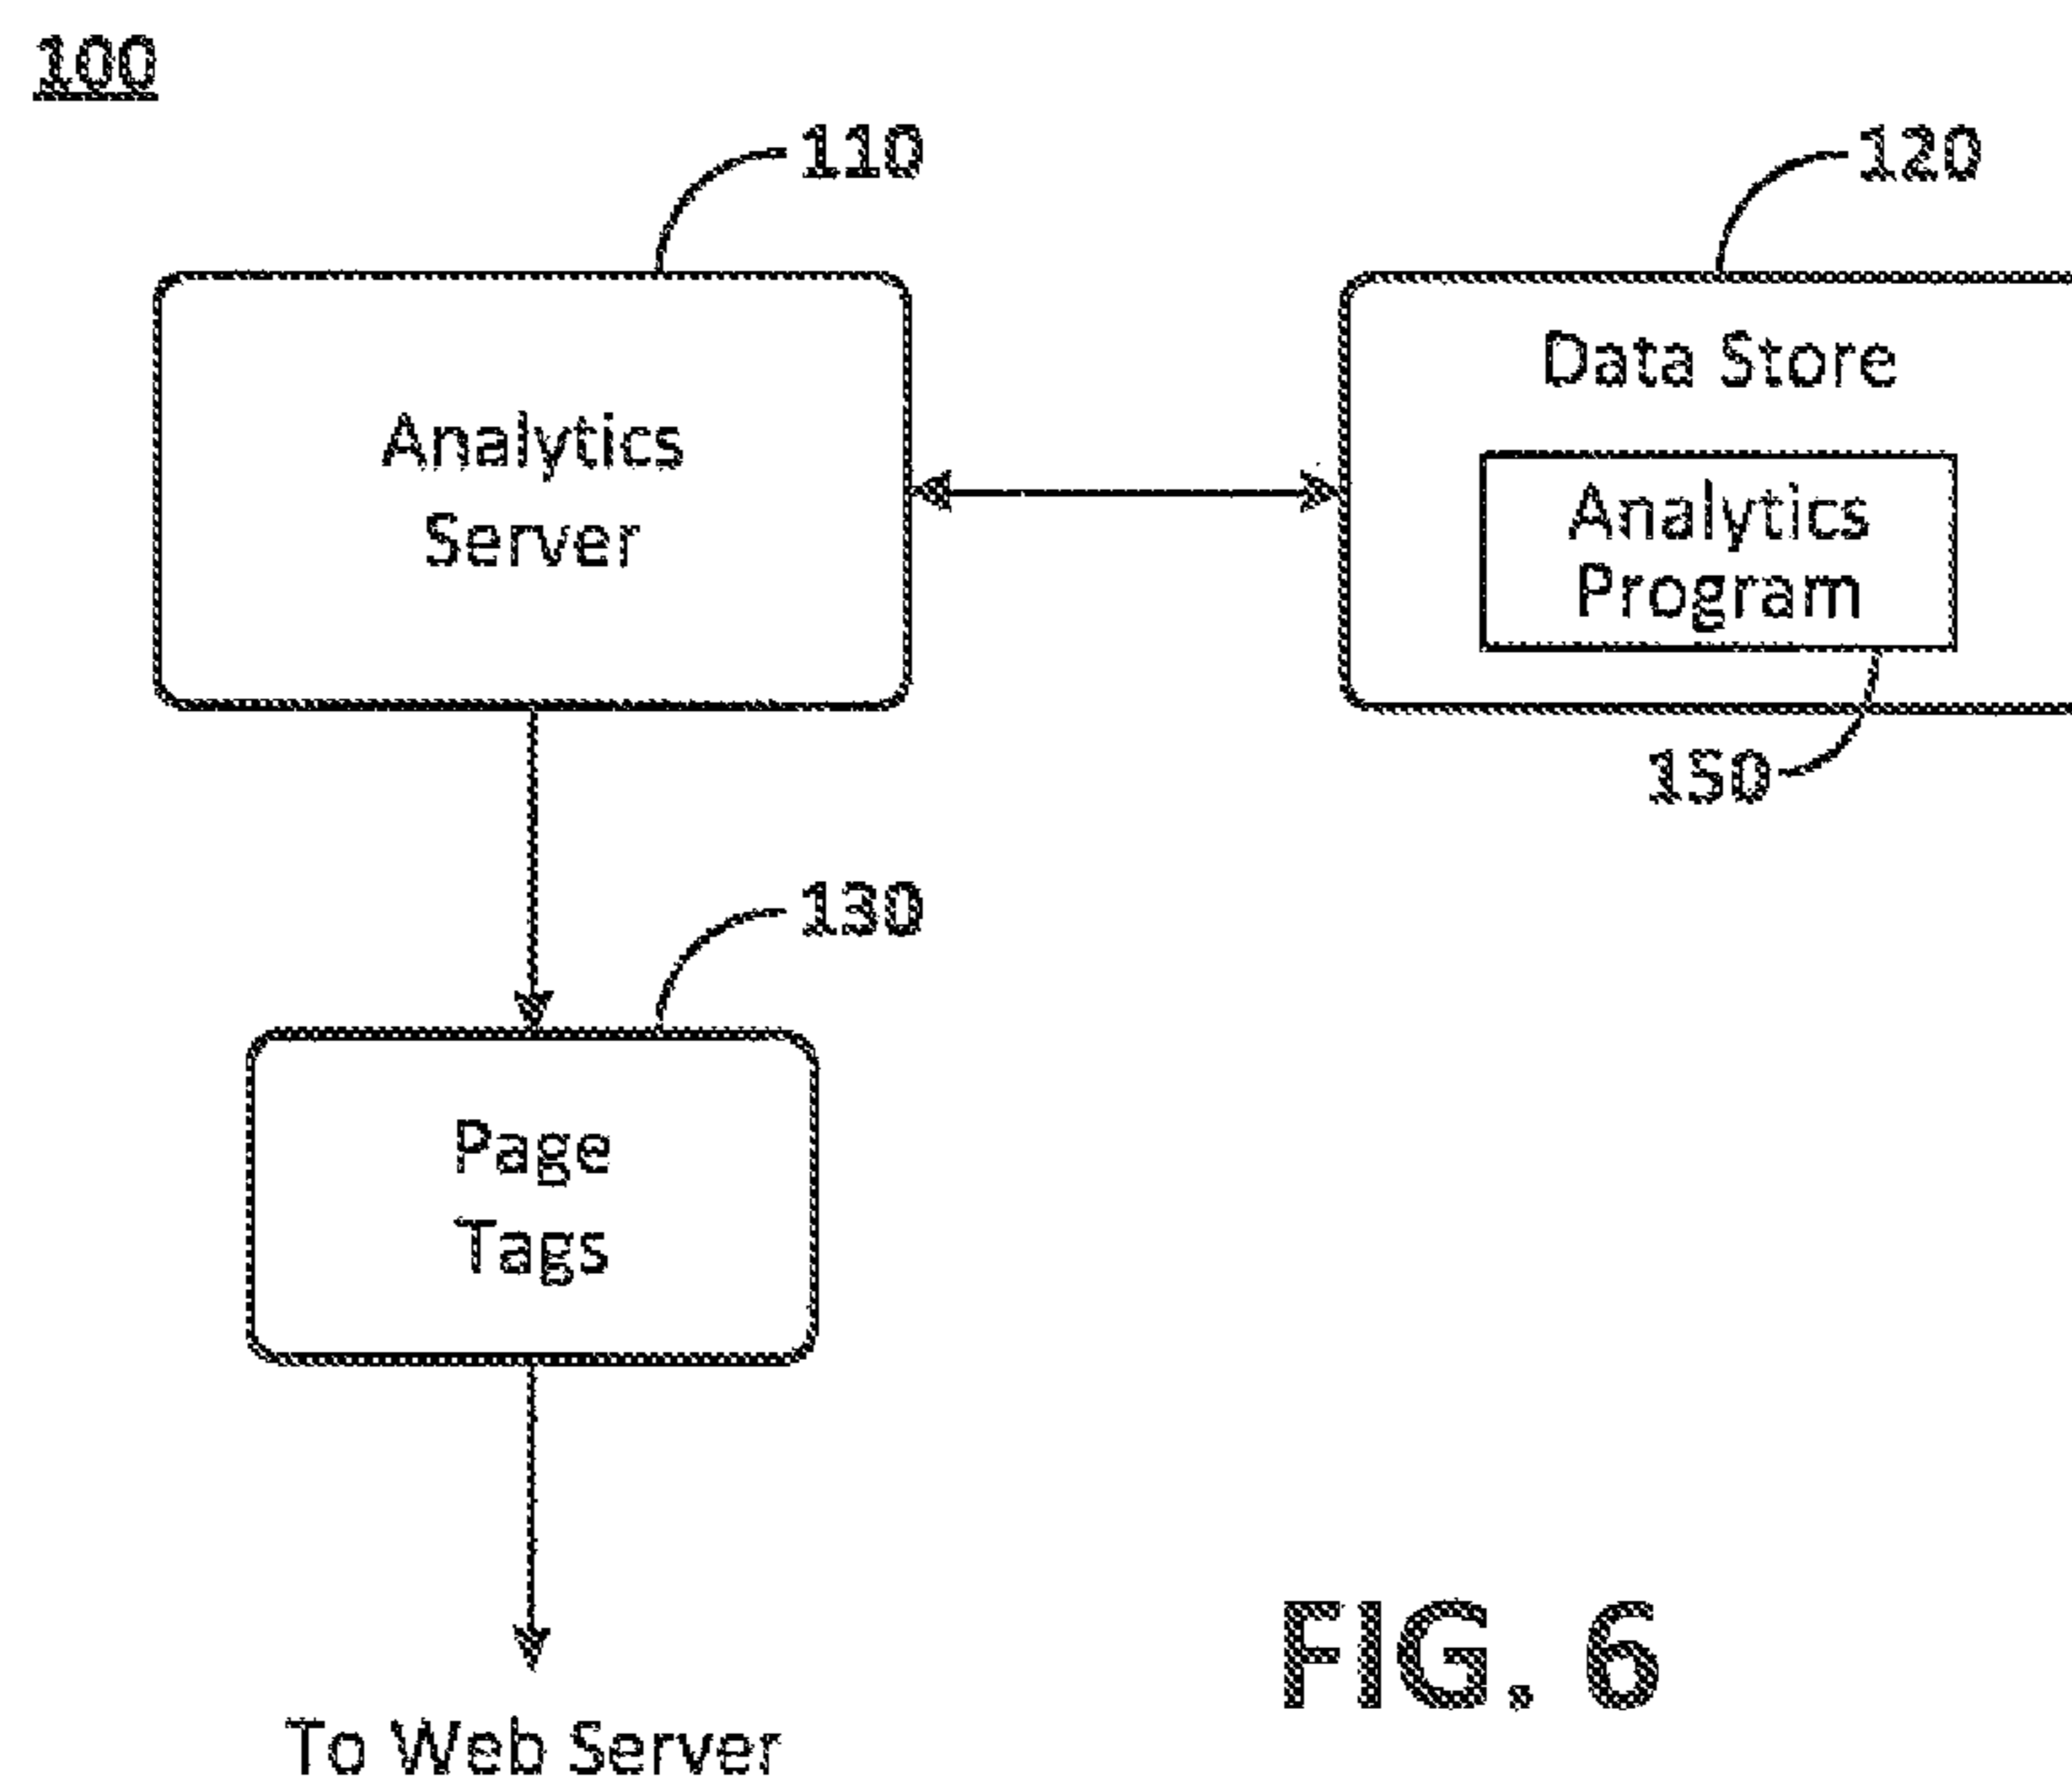 100
110
120
Analytics
Server
Data Store
Analytics
Program
150
130
Page
Tags
To Web Server
FIG. 6